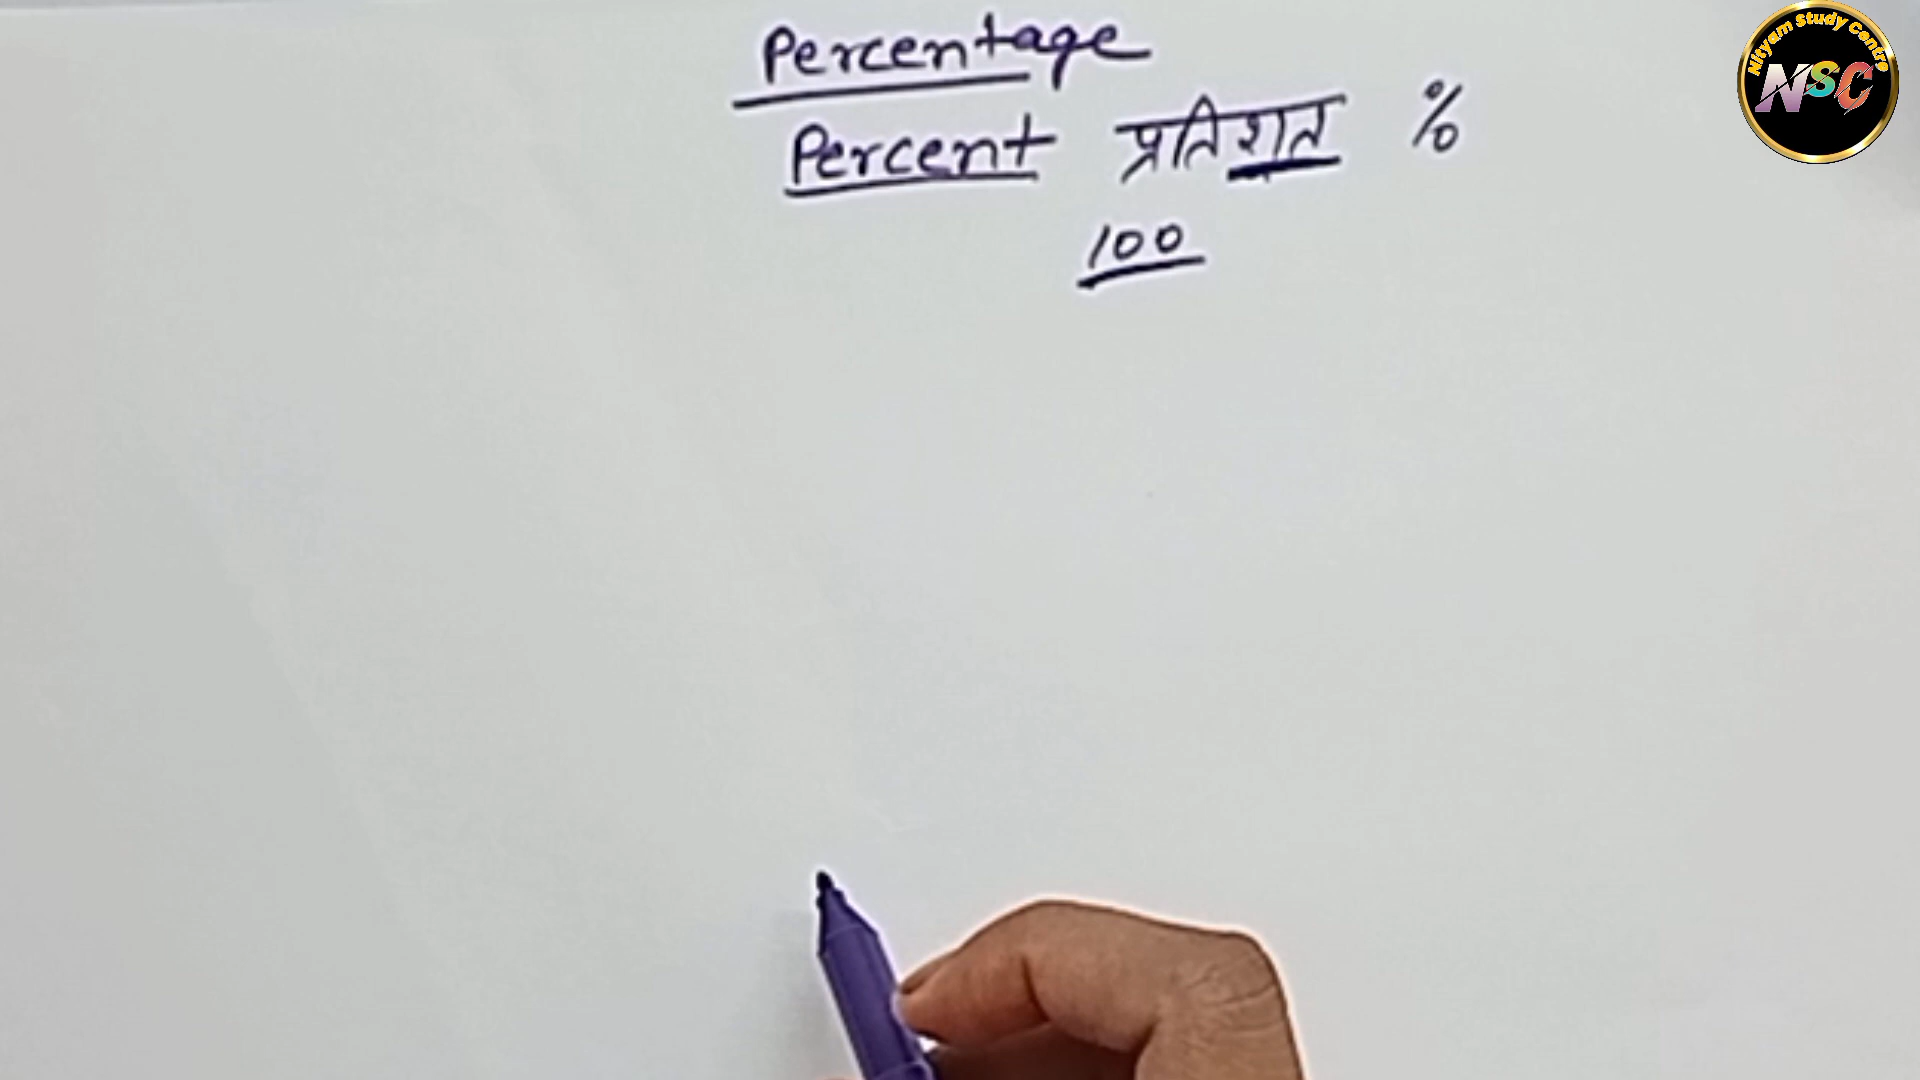 Percentage
Percent प्रतिशत %
100
Nityam Study Centre
NSC